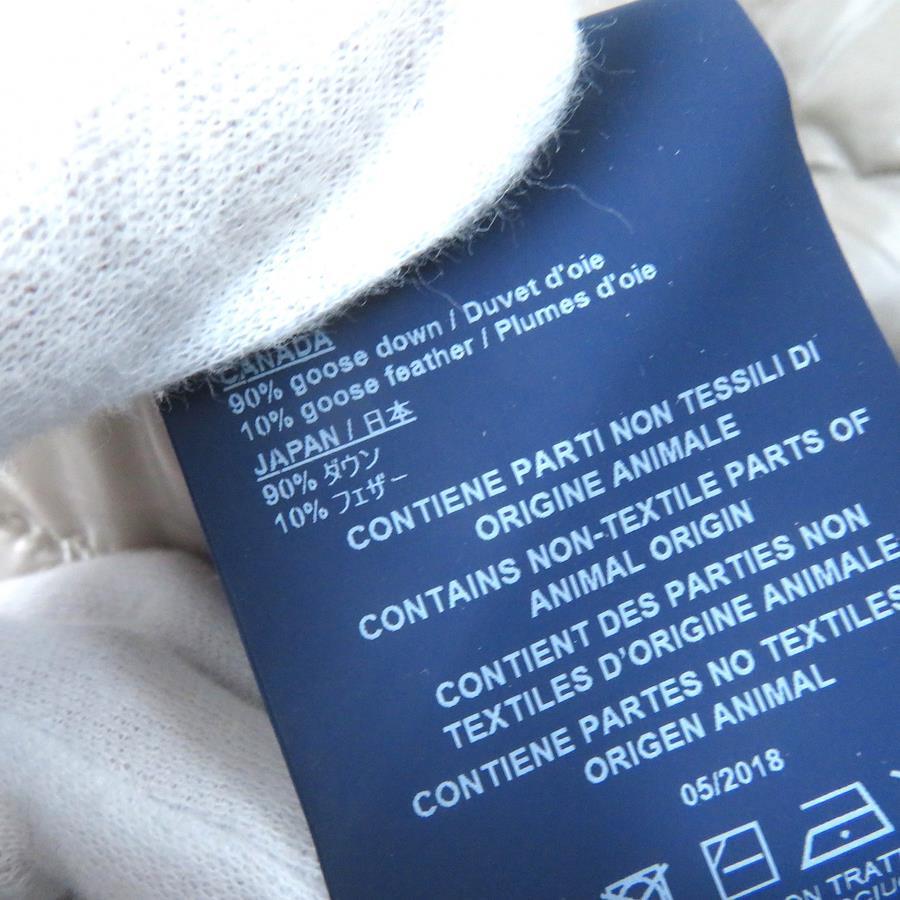 CANADA
90% goose down / Duvet d'oie
10% goose feather / Plumes d'oie
JAPAN / 日本
90% ダウン
10% フェザー
CONTIENE PARTI NON TESSILI DI
ORIGINE ANIMALE
CONTAINS NON-TEXTILE PARTS OF
ANIMAL ORIGIN
CONTIENT DES PARTIES NON
TEXTILES D'ORIGINE ANIMALE
CONTIENE PARTES NO TEXTILES
ORIGEN ANIMAL
05/2018